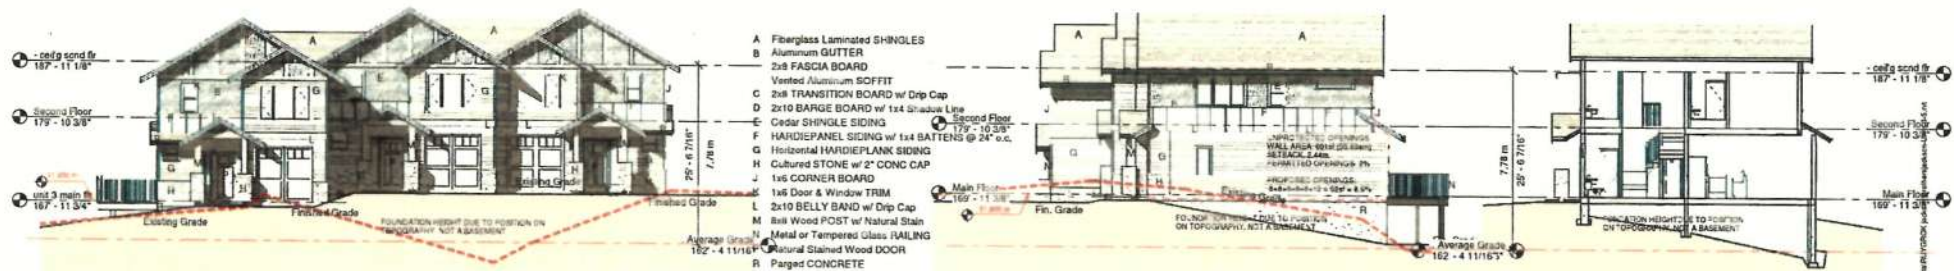 - ceil'g scnd flr
187' - 11 1/8"
Second Floor
179' - 10 3/8"
unit 3 main flr
167' - 11 3/4"
A
A
E
G
G
G
R
H
J
L
L
M
Existing Grade
Finished Grade
Existing Grade
Finished Grade
FOUNDATION HEIGHT DUE TO POSITION ON
TOPOGRAPHY, NOT A BASEMENT
25' - 6 7/16"
7.78 m
Average Grade
162' - 4 11/16"
A Fiberglass Laminated SHINGLES
B Aluminum GUTTER
2x8 FASCIA BOARD
Vented Aluminum SOFFIT
C 2x8 TRANSITION BOARD w/ Drip Cap
D 2x10 BARGE BOARD w/ 1x4 Shadow Line
E Cedar SHINGLE SIDING
F HARDIEPANEL SIDING w/ 1x4 BATTENS @ 24" o.c.
G Horizontal HARDIEPLANK SIDING
H Cultured STONE w/ 2" CONC CAP
J 1x6 CORNER BOARD
K 1x6 Door & Window TRIM
L 2x10 BELLY BAND w/ Drip Cap
M 8x8 Wood POST w/ Natural Stain
N Metal or Tempered Glass RAILING
Natural Stained Wood DOOR
R Parged CONCRETE
A
A
Second Floor
179' - 10 3/8"
Main Floor
169' - 11 3/8"
Fin. Grade
J
G
N
M
G
H
F
J
N
R
UNPROTECTED OPENINGS
SETBACK: 2.44m
PERMITTED OPENINGS:
PROPOSED OPENINGS:
FOUNDATION HEIGHT DUE TO POSITION
ON TOPOGRAPHY, NOT A BASEMENT
7.78 m
25' - 6 7/16"
Average Grade
162' - 4 11/16"
- ceil'g scnd flr
187' - 11 1/8"
Second Floor
179' - 10 3/8"
Main Floor
169' - 11 3/8"
FOUNDATION HEIGHT DUE TO POSITION
ON TOPOGRAPHY, NOT A BASEMENT